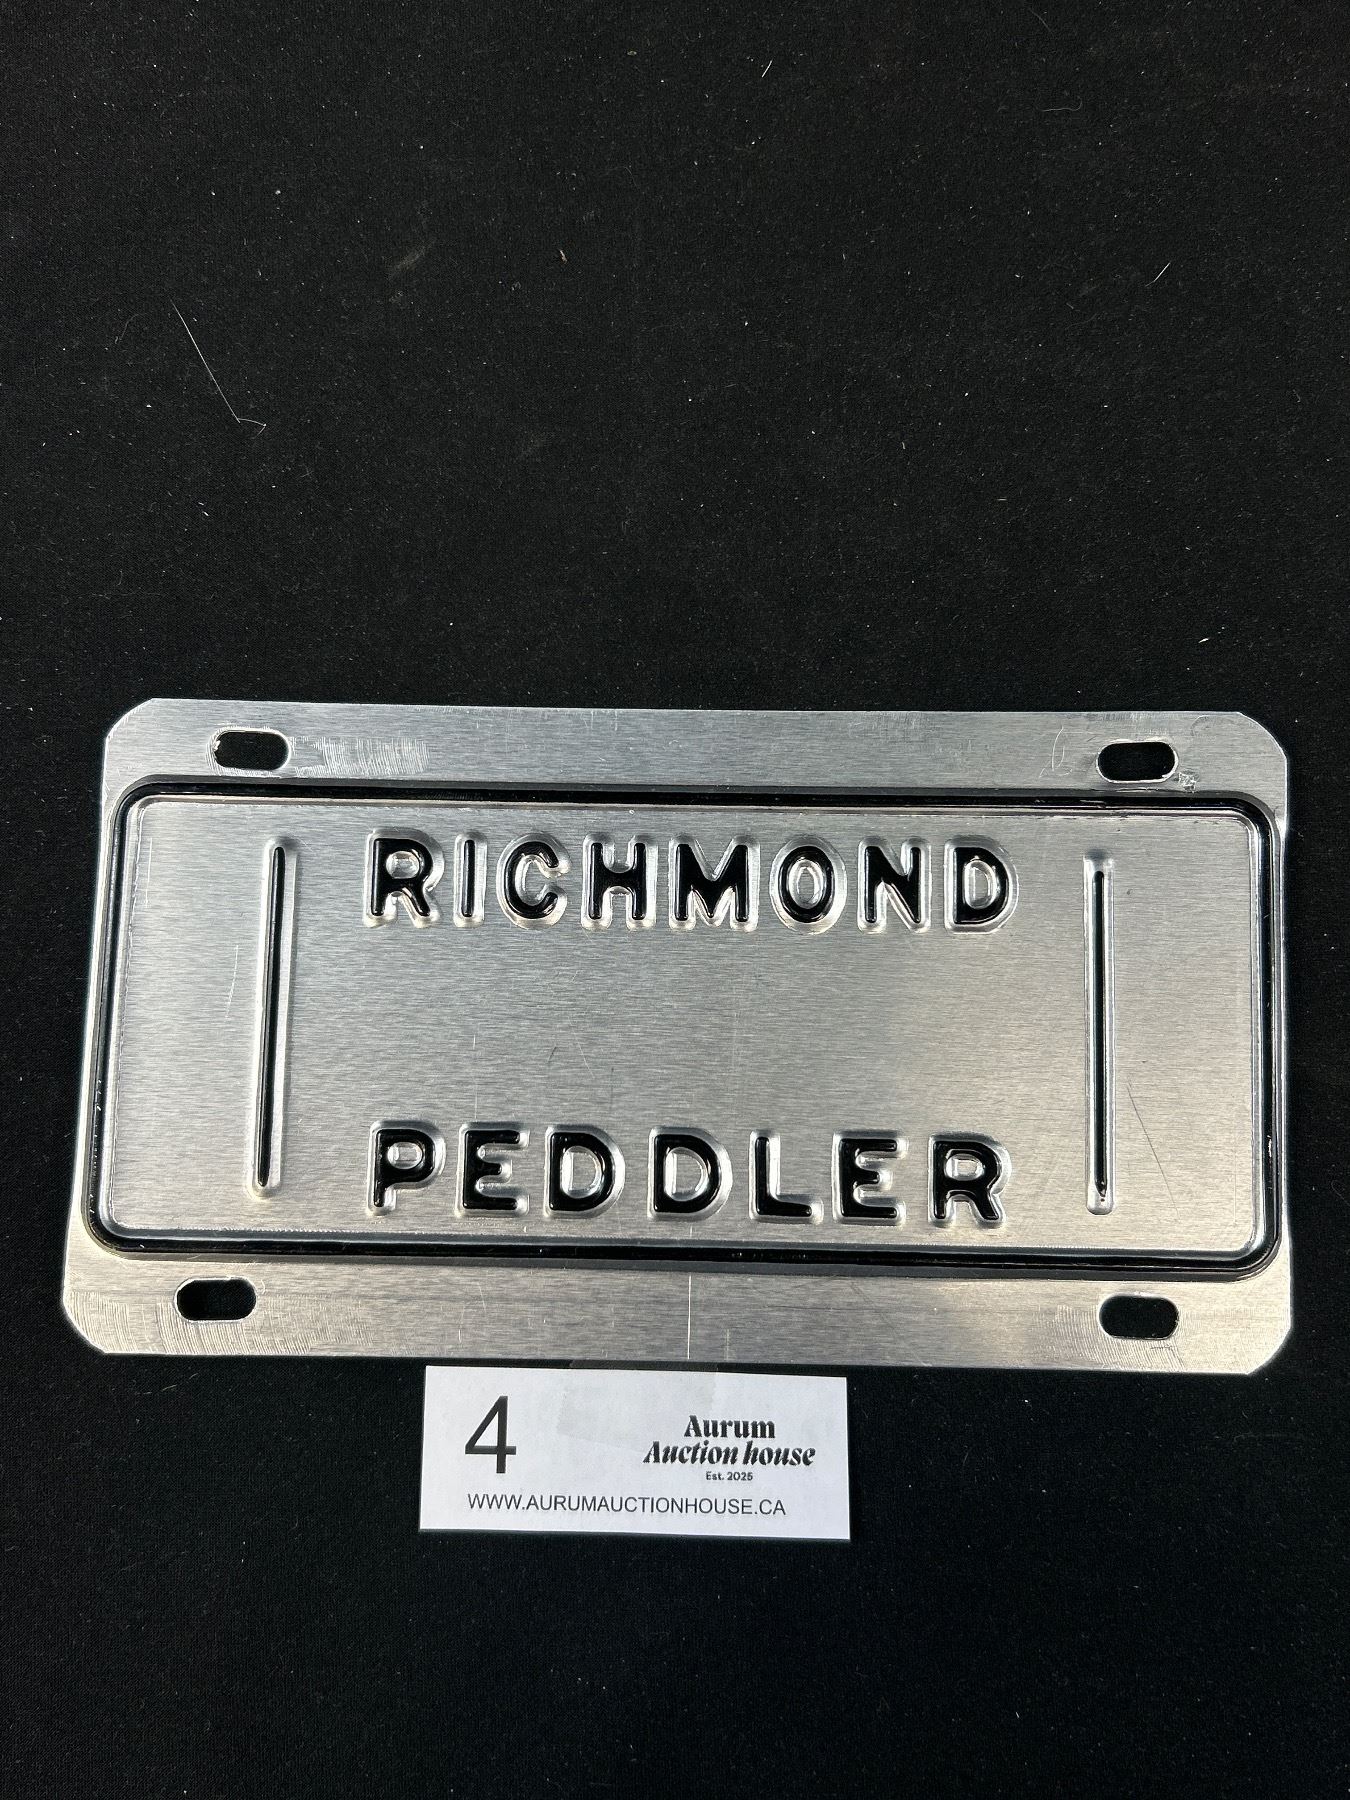 RICHMOND
PEDDLER
4
Aurum
Auction house
Est. 2025
WWW.AURUMAUCTIONHOUSE.CA